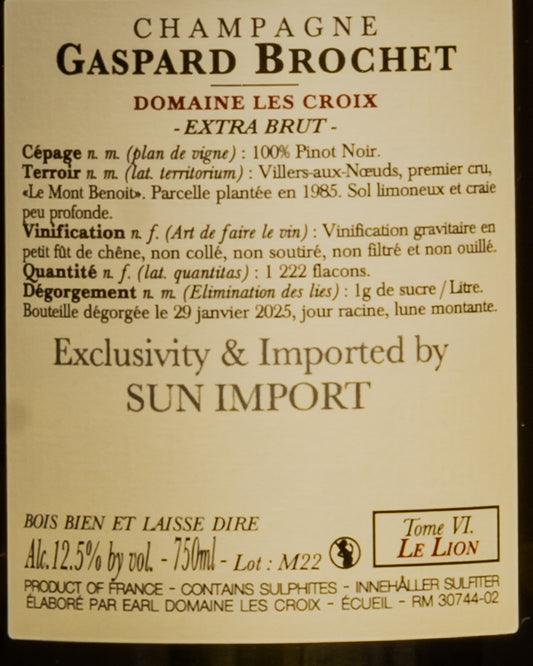 CHAMPAGNE
GASPARD BROCHET
DOMAINE LES CROIX
- EXTRA BRUT -
Cépage n. m. (plan de vigne) : 100% Pinot Noir.
Terroir n. m. (lat. territorium) : Villers-aux-Nœuds, premier cru,
«Le Mont Benoit». Parcelle plantée en 1985. Sol limoneux et craie
peu profonde.
Vinification n. f. (Art de faire le vin) : Vinification gravitaire en
petit fût de chêne, non collé, non soutiré, non filtré et non ouillé.
Quantité n. f. (lat. quantitas) : 1 222 flacons.
Dégorgement n. m. (Elimination des lies) : 1g de sucre / Litre.
Bouteille dégorgée le 29 janvier 2025, jour racine, lune montante.
Exclusivity & Imported by
SUN IMPORT
BOIS BIEN ET LAISSE DIRE
Alc.12.5% by vol. - 750ml - Lot : M22
Tome VI.
LE LION
PRODUCT OF FRANCE - CONTAINS SULPHITES - INNEHÅLLER SULFITER
ÉLABORÉ PAR EARL DOMAINE LES CROIX - ÉCUEIL - RM 30744-02